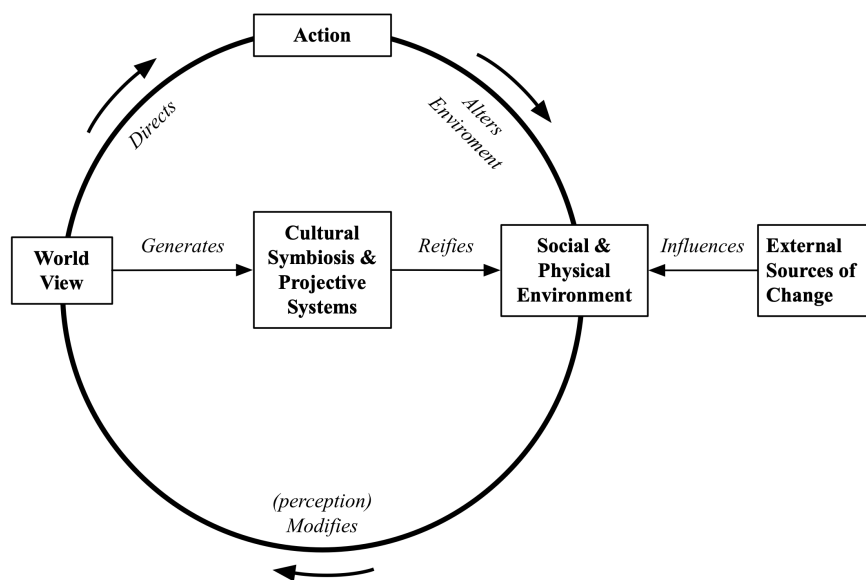 Action
Directs
Alters
Enviroment
World
View
Generates
Cultural
Symbiosis &
Projective
Systems
Reifies
Social &
Physical
Environment
Influences
External
Sources of
Change
(perception)
Modifies